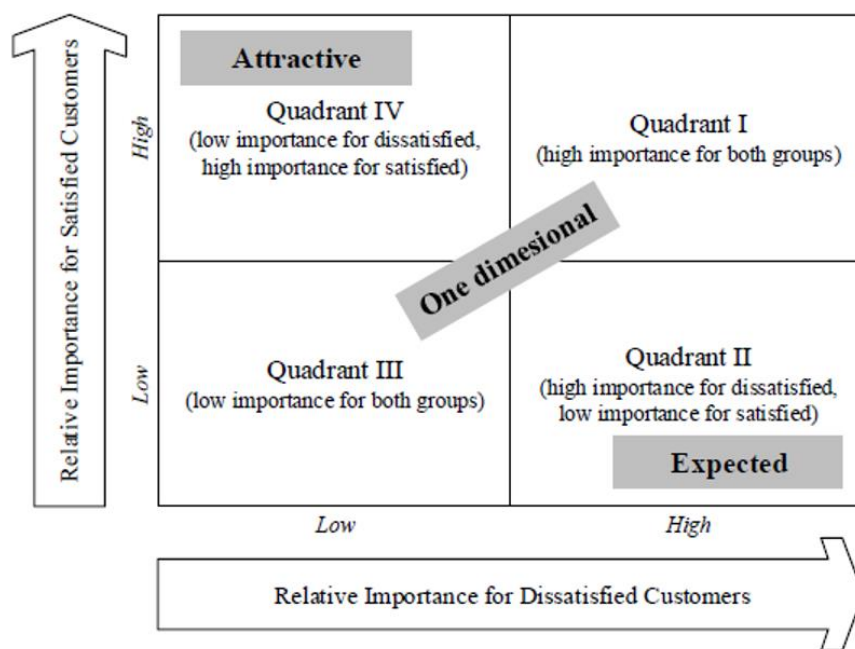 Relative Importance for Satisfied Customers
High
Low
Attractive
Quadrant IV
(low importance for dissatisfied,
high importance for satisfied)
Quadrant I
(high importance for both groups)
One dimesional
Quadrant III
(low importance for both groups)
Quadrant II
(high importance for dissatisfied,
low importance for satisfied)
Expected
Low
High
Relative Importance for Dissatisfied Customers